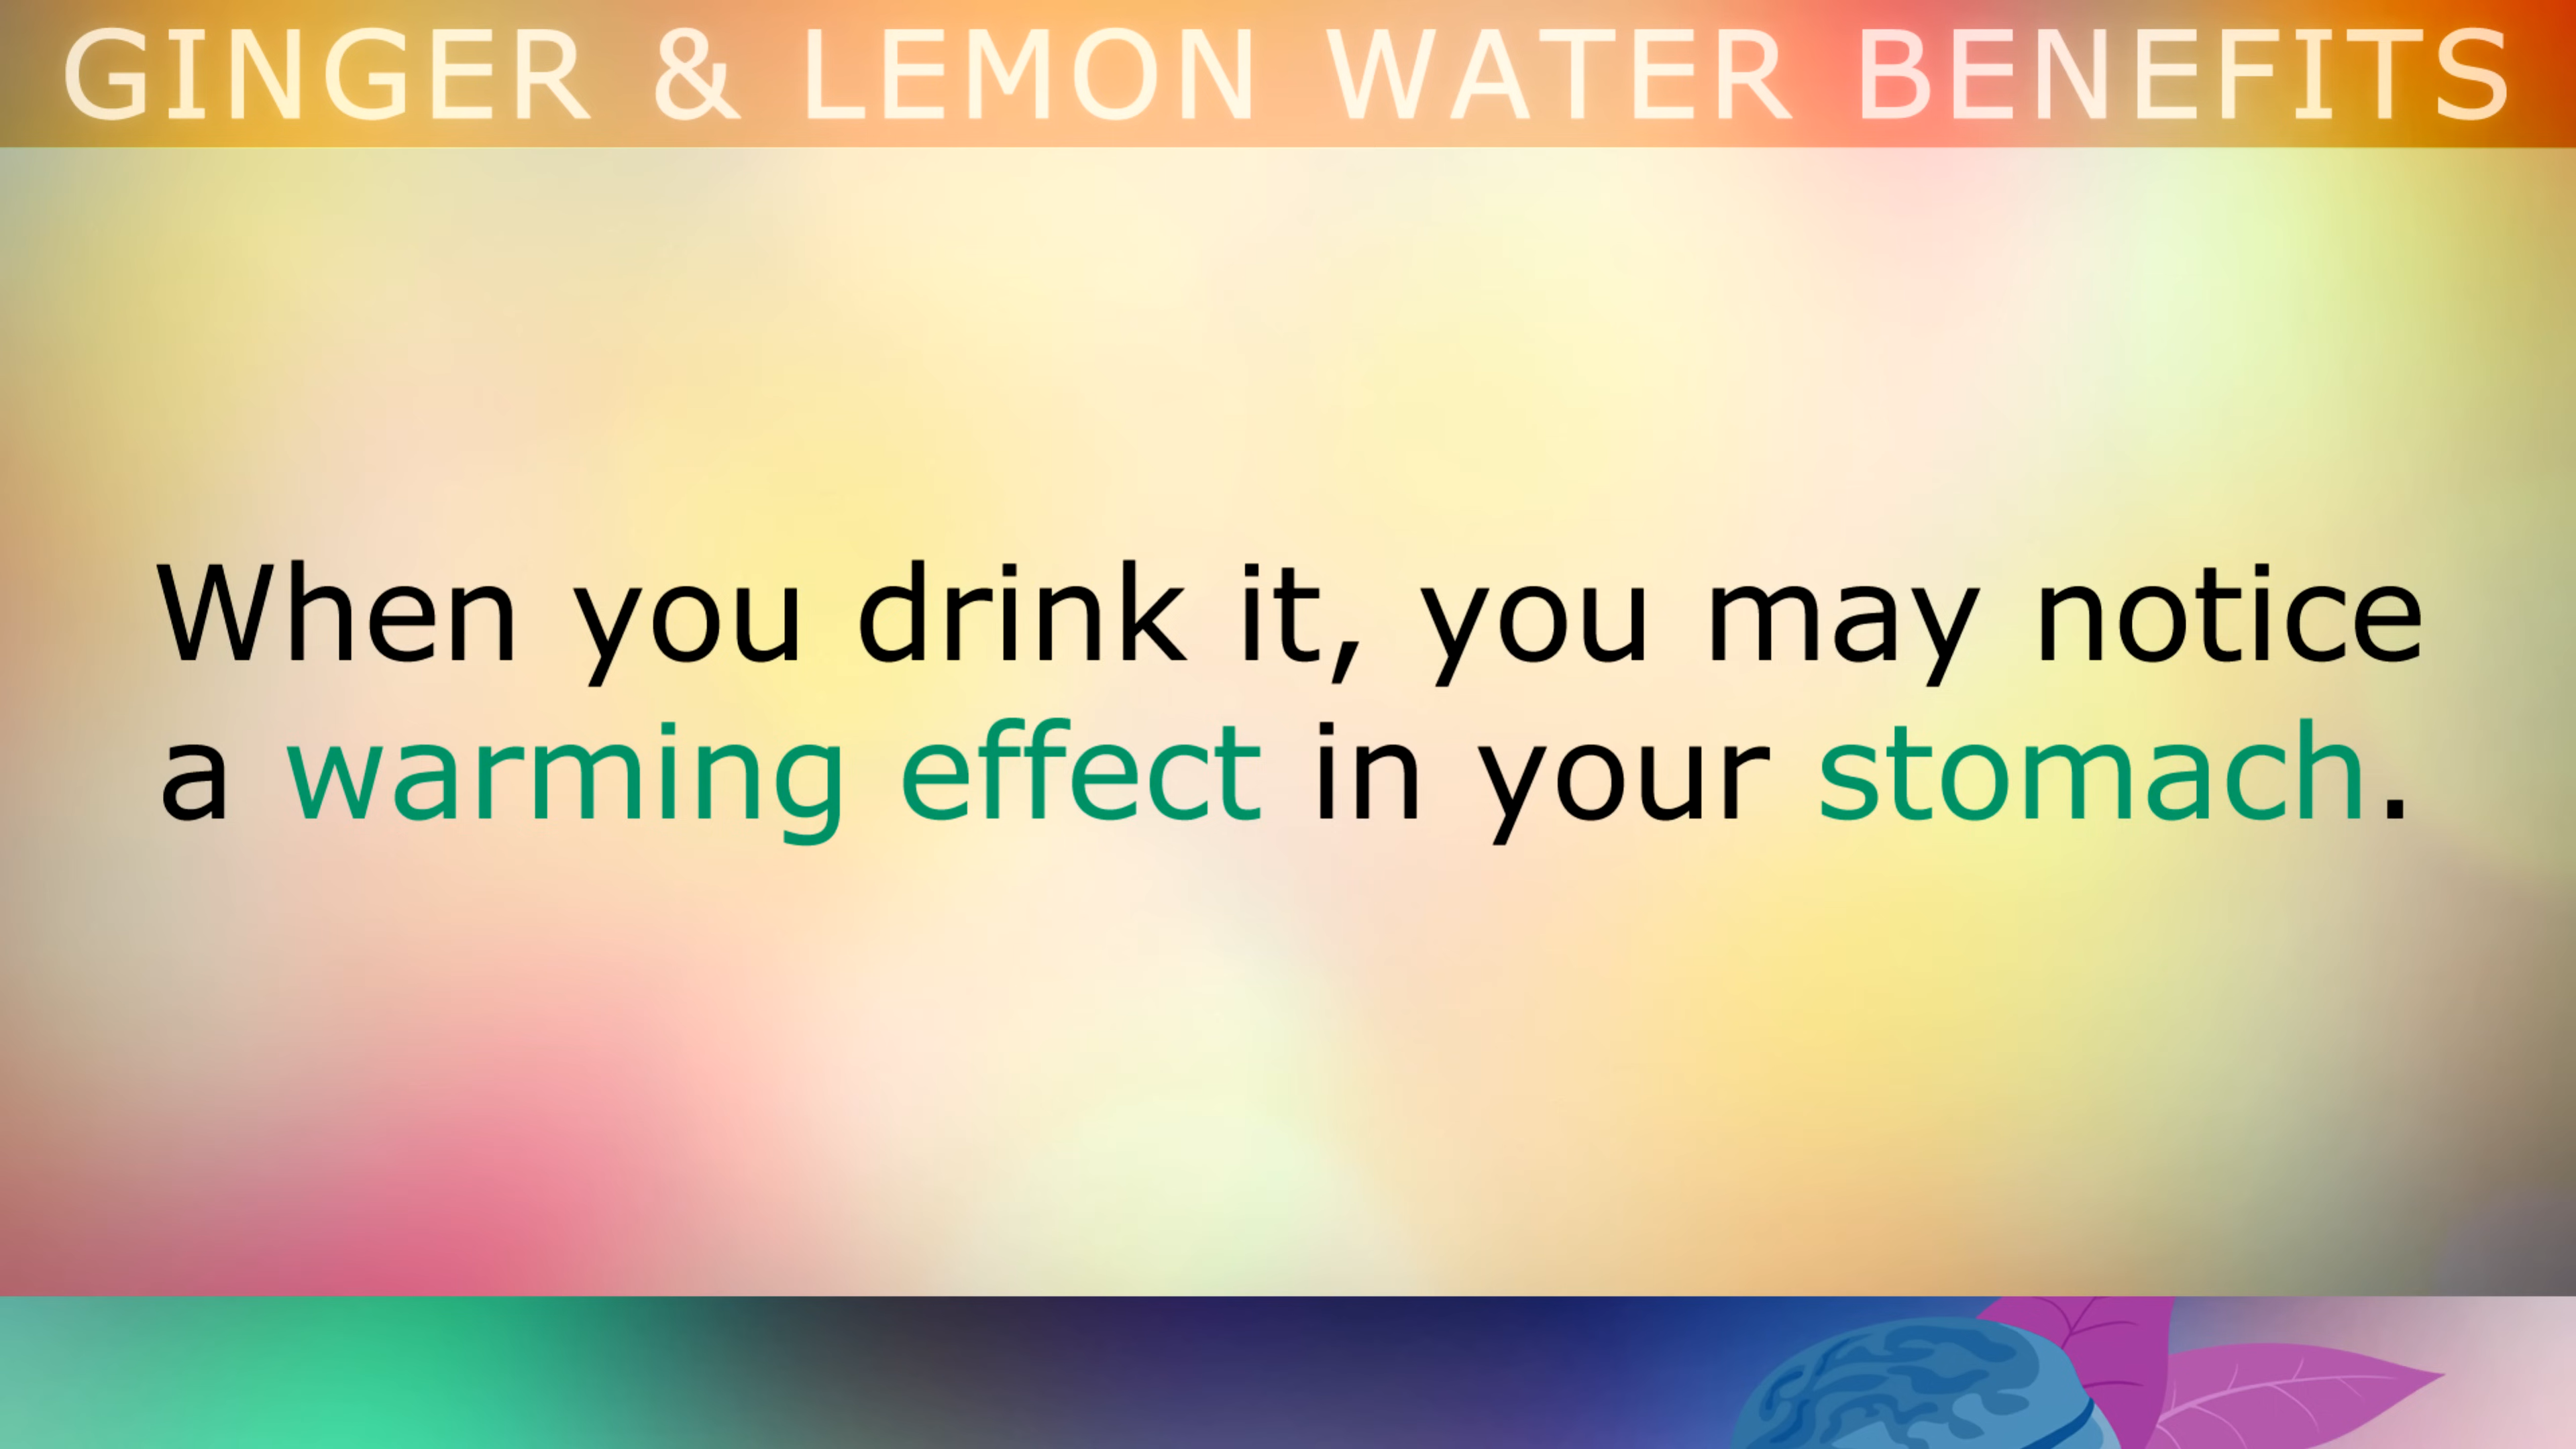 GINGER & LEMON WATER BENEFITS
When you drink it, you may notice
a warming effect in your stomach.